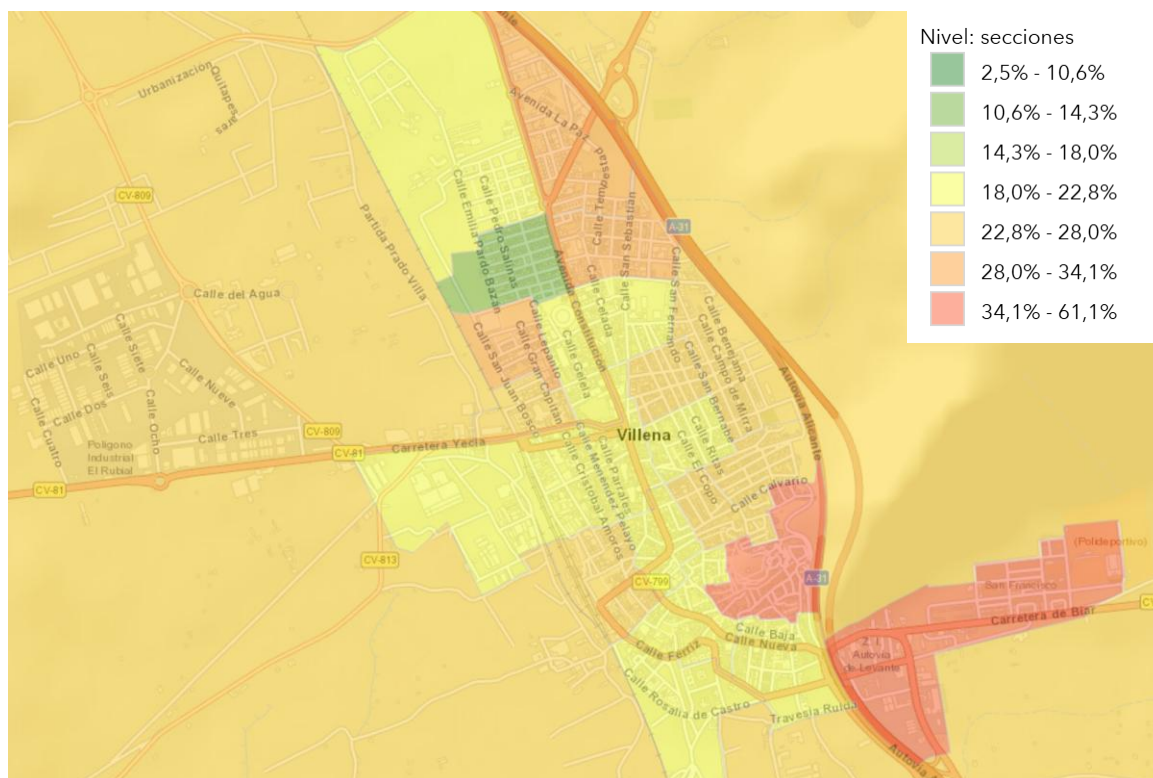 Nivel: secciones
2,5% - 10,6%
10,6% - 14,3%
14,3% - 18,0%
18,0% - 22,8%
22,8% - 28,0%
28,0% - 34,1%
34,1% - 61,1%
Urbanización
Quitapesares
Avenida La Paz
Calle Tempestad
Calle San Sebastián
CV-809
Partida Prado Villa
Calle Emilia Pardo Bazán
Calle Pedro Salinas
A-31
Avenida Constitución
Calle Celada
Calle San Fernando
Calle del Agua
Calle Benejama
Calle Campo de Mirra
Calle San Bernabé
Calle Uno
Calle Siete
Calle Seis
Calle Dos
Calle Cuatro
Calle Ocho
Calle Nueve
Calle Tres
Calle San Juan Bosco
Calle Gran Capitán
Calle Lepanto
Calle Gefela
Autovía Alicante
CV-809
Villena
Carretera Yecla
CV-81
CV-81
Polígono
Industrial
El Rubial
Calle Ritas
Calle El Copo
Calle Calvario
Calle Cristóbal Amorós
Calle Menéndez Pelayo
Calle Parrales
CV-813
CV-799
A-31
(Polideportivo)
San Francisco
Carretera de Biar
CV
Calle Baja
Calle Nueva
Calle Ferriz
Autovía
de Levante
Calle Rosalía de Castro
Travesía Ruida
Autovía A